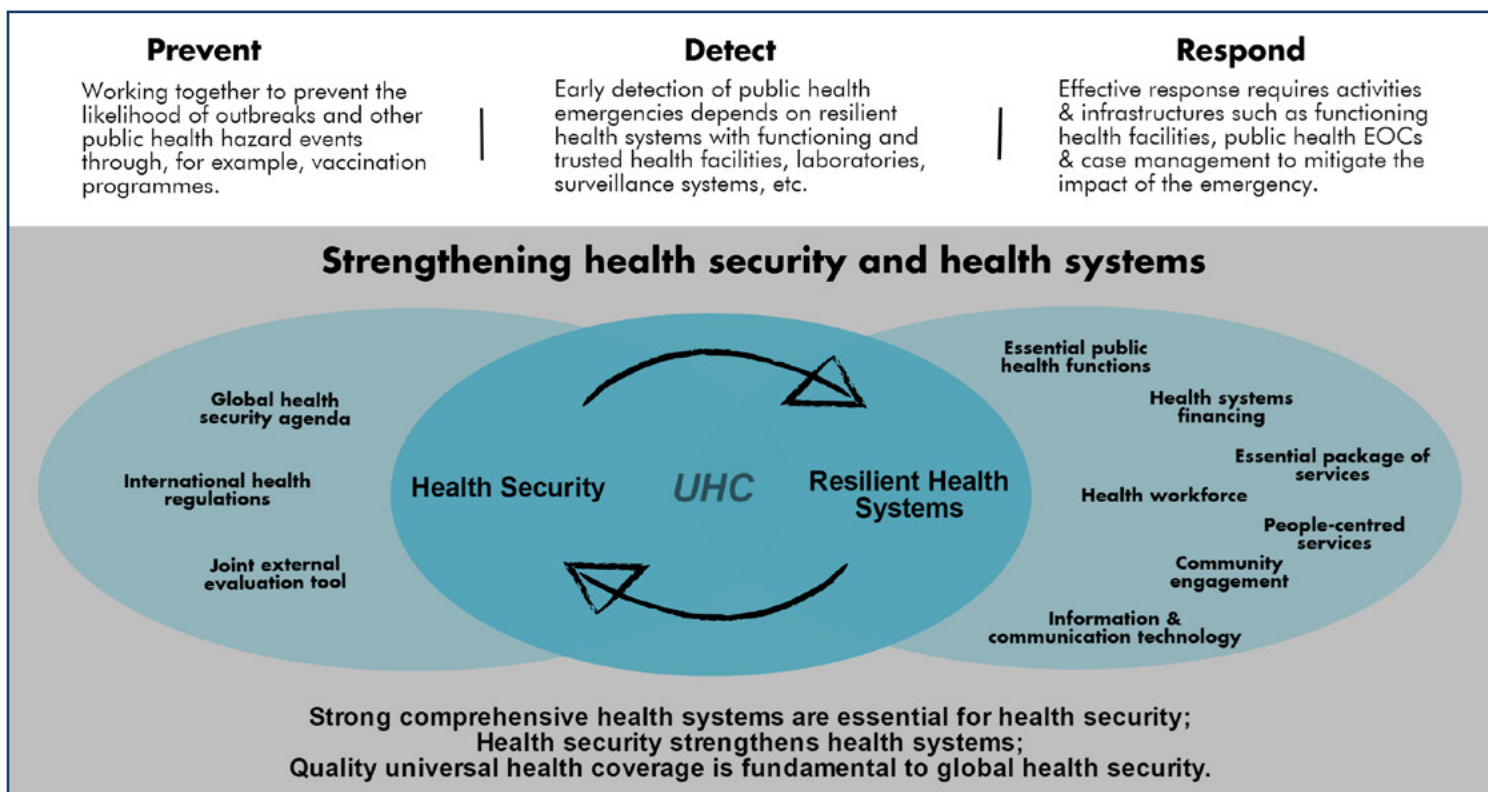 Prevent
Working together to prevent the
likelihood of outbreaks and other
public health hazard events
through, for example, vaccination
programmes.
Detect
Early detection of public health
emergencies depends on resilient
health systems with functioning and
trusted health facilities, laboratories,
surveillance systems, etc.
Respond
Effective response requires activities
& infrastructures such as functioning
health facilities, public health EOCs
& case management to mitigate the
impact of the emergency.
Strengthening health security and health systems
Global health
security agenda
International health
regulations
Joint external
evaluation tool
Health Security
UHC
Resilient Health
Systems
Essential public
health functions
Health systems
financing
Essential package of
services
Health workforce
People-centred
services
Community
engagement
Information &
communication technology
Strong comprehensive health systems are essential for health security;
Health security strengthens health systems;
Quality universal health coverage is fundamental to global health security.